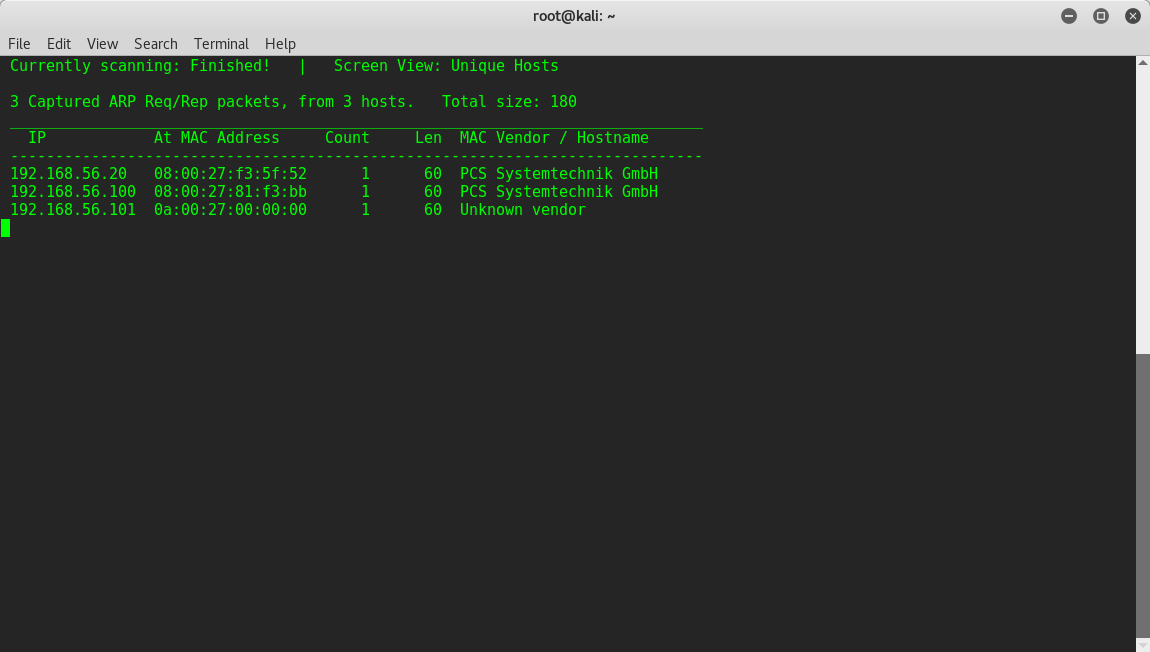 root@kali: ~
File Edit View Search Terminal Help
Currently scanning: Finished!   |   Screen View: Unique Hosts
3 Captured ARP Req/Rep packets, from 3 hosts.   Total size: 180
_____________________________________________________________________________
  IP            At MAC Address     Count     Len  MAC Vendor / Hostname
-----------------------------------------------------------------------------
192.168.56.20   08:00:27:f3:5f:52      1      60  PCS Systemtechnik GmbH
192.168.56.100  08:00:27:81:f3:bb      1      60  PCS Systemtechnik GmbH
192.168.56.101  0a:00:27:00:00:00      1      60  Unknown vendor